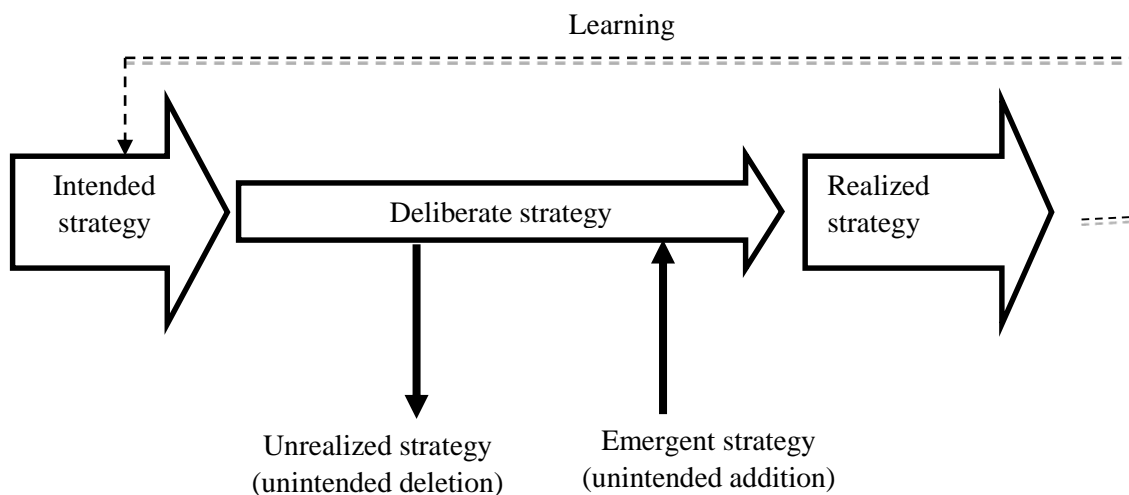 Learning
Intended
strategy
Deliberate strategy
Realized
strategy
Unrealized strategy
(unintended deletion)
Emergent strategy
(unintended addition)